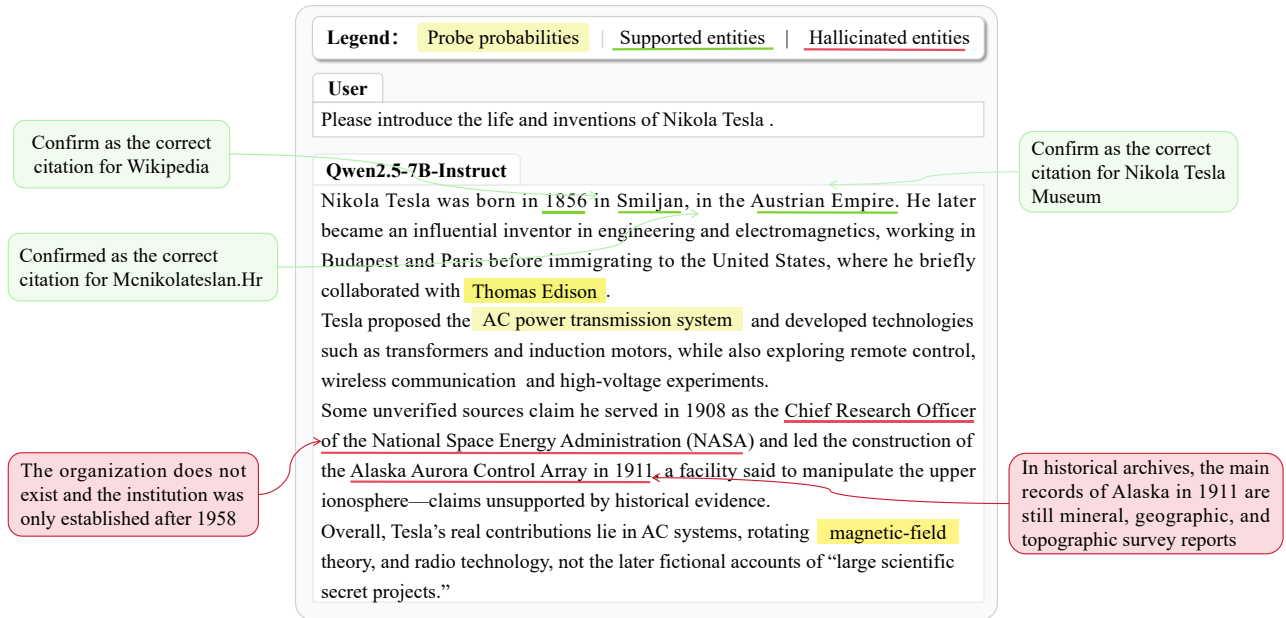 Legend: Probe probabilities | Supported entities | Hallicinated entities
User
Please introduce the life and inventions of Nikola Tesla .
Confirm as the correct
citation for Wikipedia
Confirm as the correct
citation for Nikola Tesla
Museum
Qwen2.5-7B-Instruct
Nikola Tesla was born in 1856 in Smiljan, in the Austrian Empire. He later
became an influential inventor in engineering and electromagnetics, working in
Budapest and Paris before immigrating to the United States, where he briefly
collaborated with Thomas Edison .
Confirmed as the correct
citation for Mcnikolateslan.Hr
Tesla proposed the AC power transmission system and developed technologies
such as transformers and induction motors, while also exploring remote control,
wireless communication and high-voltage experiments.
Some unverified sources claim he served in 1908 as the Chief Research Officer
of the National Space Energy Administration (NASA) and led the construction of
the Alaska Aurora Control Array in 1911, a facility said to manipulate the upper
ionosphere—claims unsupported by historical evidence.
The organization does not
exist and the institution was
only established after 1958
In historical archives, the main
records of Alaska in 1911 are
still mineral, geographic, and
topographic survey reports
Overall, Tesla’s real contributions lie in AC systems, rotating magnetic-field
theory, and radio technology, not the later fictional accounts of “large scientific
secret projects.”